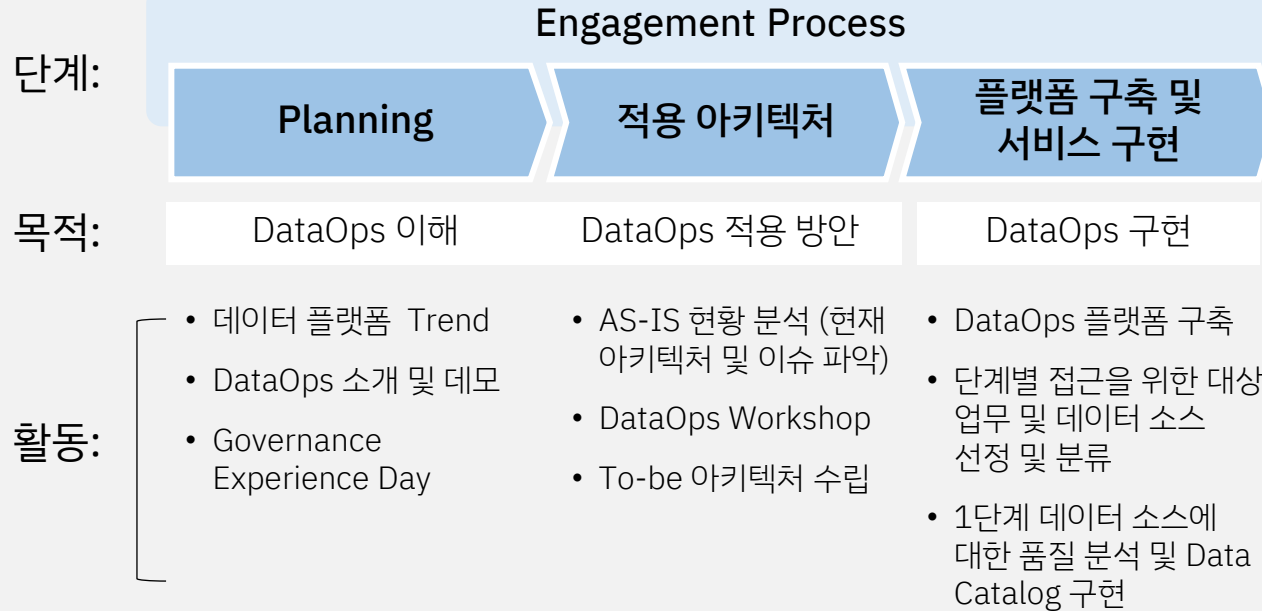 Engagement Process
단계:
Planning
적용 아키텍처
플랫폼 구축 및
서비스 구현
목적:
DataOps 이해
DataOps 적용 방안
DataOps 구현
활동:
• 데이터 플랫폼 Trend
• DataOps 소개 및 데모
• Governance
Experience Day
• AS-IS 현황 분석 (현재
아키텍처 및 이슈 파악)
• DataOps Workshop
• To-be 아키텍처 수립
• DataOps 플랫폼 구축
• 단계별 접근을 위한 대상
업무 및 데이터 소스
선정 및 분류
• 1단계 데이터 소스에
대한 품질 분석 및 Data
Catalog 구현